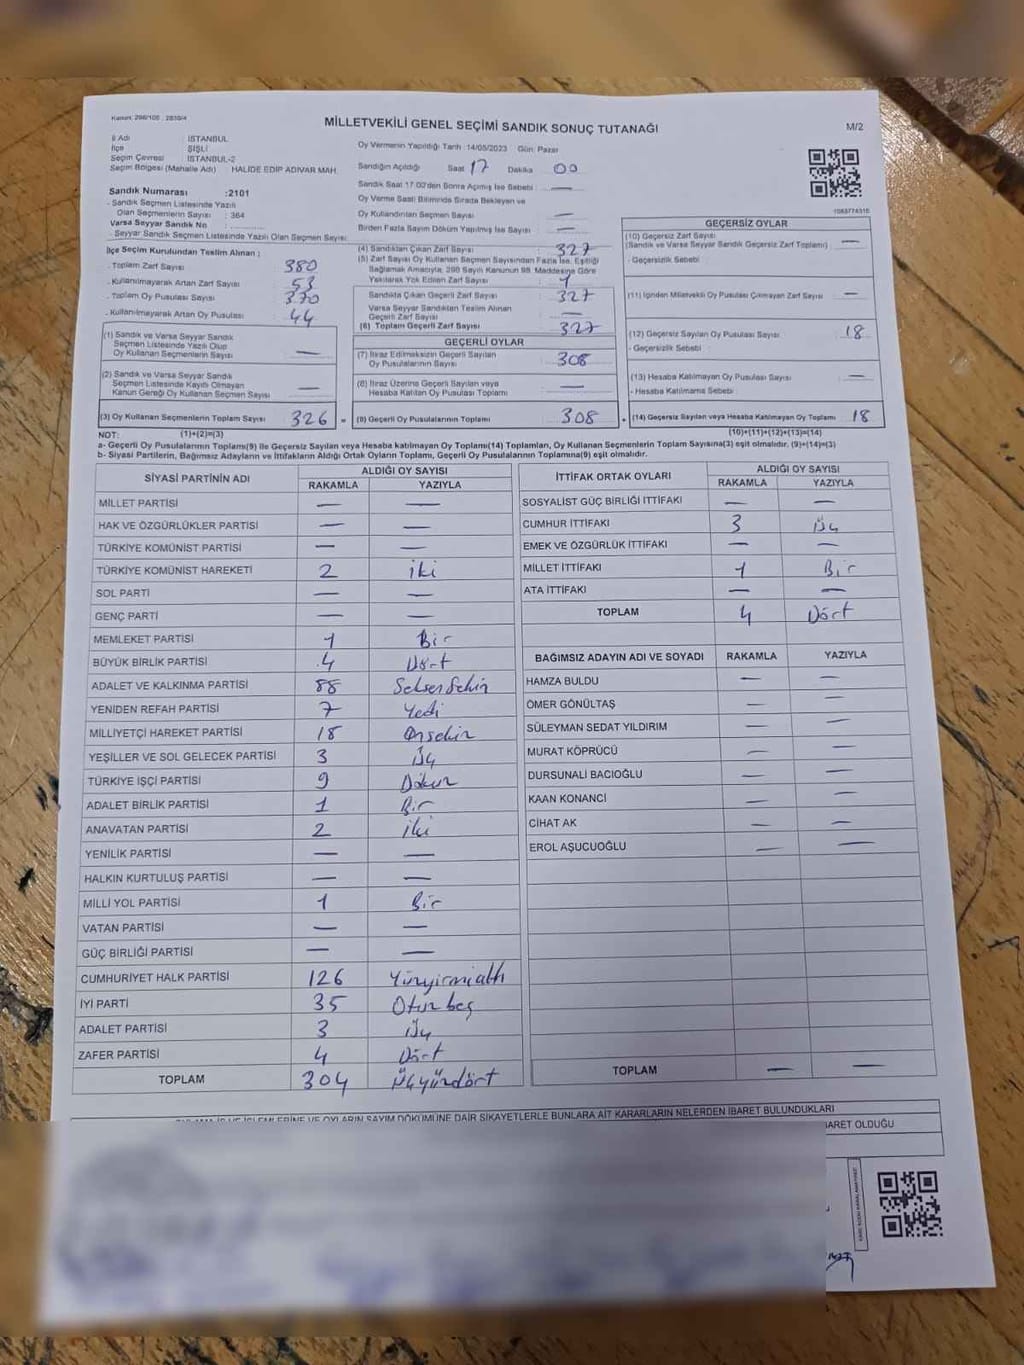 Kanun: 298/105 , 2839/4
MİLLETVEKİLİ GENEL SEÇİMİ SANDIK SONUÇ TUTANAĞI
M/2
İl Adı : İSTANBUL
İlçe : ŞİŞLİ
Seçim Çevresi : İSTANBUL-2
Seçim Bölgesi (Mahalle Adı) : HALİDE EDİP ADIVAR MAH.
Oy Vermenin Yapıldığı Tarih :14/05/2023 Gün: Pazar
Sandığın Açıldığı Saat 17 Dakika 00
Sandık Saat 17:00'den Sonra Açılmış İse Sebebi : —
Oy Verme Saati Bitiminde Sırada Bekleyen ve
Oy Kullandırılan Seçmen Sayısı : —
Birden Fazla Sayım Döküm Yapılmış İse Sayısı : —
Sandık Numarası :2101
- Sandık Seçmen Listesinde Yazılı
Olan Seçmenlerin Sayısı : 364
Varsa Seyyar Sandık No :
- Seyyar Sandık Seçmen Listesinde Yazılı Olan Seçmen Sayısı:
İlçe Seçim Kurulundan Teslim Alınan :
. Toplam Zarf Sayısı 380
. Kullanılmayarak Artan Zarf Sayısı 53
. Toplam Oy Pusulası Sayısı 370
. Kullanılmayarak Artan Oy Pusulası 44
(1) Sandık ve Varsa Seyyar Sandık
Seçmen Listesinde Yazılı Olup
Oy Kullanan Seçmenlerin Sayısı —
(2) Sandık ve Varsa Seyyar Sandık
Seçmen Listesinde Kayıtlı Olmayan
Kanun Gereği Oy Kullanan Seçmen Sayısı —
(3) Oy Kullanan Seçmenlerin Toplam Sayısı 326 =
(4) Sandıktan Çıkan Zarf Sayısı 327
(5) Zarf Sayısı Oy Kullanan Seçmen Sayısından Fazla İse, Eşitliği
Bağlamak Amacıyla, 298 Sayılı Kanunun 98. Maddesine Göre
Yakılarak Yok Edilen Zarf Sayısı : 1
Sandıkta Çıkan Geçerli Zarf Sayısı 327
Varsa Seyyar Sandıktan Teslim Alınan
Geçerli Zarf Sayısı —
(6) Toplam Geçerli Zarf Sayısı 327
GEÇERLİ OYLAR
(7) İtiraz Edilmeksizin Geçerli Sayılan
Oy Pusulalarının Sayısı 308
(8) İtiraz Üzerine Geçerli Sayılan veya
Hesaba Katılan Oy Pusulaları Toplamı —
(9) Geçerli Oy Pusulalarının Toplamı 308 +
1083774315
GEÇERSİZ OYLAR
(10) Geçersiz Zarf Sayısı
(Sandık ve Varsa Seyyar Sandık Geçersiz Zarf Toplamı) —
- Geçersizlik Sebebi :
(11) İçinden Milletvekili Oy Pusulası Çıkmayan Zarf Sayısı —
(12) Geçersiz Sayılan Oy Pusulası Sayısı 18
- Geçersizlik Sebebi :
(13) Hesaba Katılmayan Oy Pusulası Sayısı —
- Hesaba Katılmama Sebebi :
(14) Geçersiz Sayılan veya Hesaba Katılmayan Oy Toplamı 18
NOT: (1)+(2)=(3) (10)+(11)+(12)+(13)=(14)
a- Geçerli Oy Pusulalarının Toplamı(9) ile Geçersiz Sayılan veya Hesaba katılmayan Oy Toplamı(14) Toplamları, Oy Kullanan Seçmenlerin Toplam Sayısına(3) eşit olmalıdır. (9)+(14)=(3)
b- Siyasi Partilerin, Bağımsız Adayların ve İttifakların Aldığı Ortak Oyların Toplamı, Geçerli Oy Pusulalarının Toplamına(9) eşit olmalıdır.
SİYASİ PARTİNİN ADI ALDIĞI OY SAYISI
RAKAMLA YAZIYLA
MİLLET PARTİSİ — —
HAK VE ÖZGÜRLÜKLER PARTİSİ — —
TÜRKİYE KOMÜNİST PARTİSİ — —
TÜRKİYE KOMÜNİST HAREKETİ 2 iki
SOL PARTİ — —
GENÇ PARTİ — —
MEMLEKET PARTİSİ 1 Bir
BÜYÜK BİRLİK PARTİSİ 4 Dört
ADALET VE KALKINMA PARTİSİ 88 SeksenSekiz
YENİDEN REFAH PARTİSİ 7 Yedi
MİLLİYETÇİ HAREKET PARTİSİ 18 Onsekiz
YEŞİLLER VE SOL GELECEK PARTİSİ 3 Üç
TÜRKİYE İŞÇİ PARTİSİ 9 Dokuz
ADALET BİRLİK PARTİSİ 1 Bir
ANAVATAN PARTİSİ 2 iki
YENİLİK PARTİSİ — —
HALKIN KURTULUŞ PARTİSİ — —
MİLLİ YOL PARTİSİ 1 Bir
VATAN PARTİSİ — —
GÜÇ BİRLİĞİ PARTİSİ — —
CUMHURİYET HALK PARTİSİ 126 Yüzyirmialtı
İYİ PARTİ 35 Otuzbeş
ADALET PARTİSİ 3 Üç
ZAFER PARTİSİ 4 Dört
TOPLAM 304 Üçyüzdört
İTTİFAK ORTAK OYLARI ALDIĞI OY SAYISI
RAKAMLA YAZIYLA
SOSYALİST GÜÇ BİRLİĞİ İTTİFAKI — —
CUMHUR İTTİFAKI 3 Üç
EMEK VE ÖZGÜRLÜK İTTİFAKI — —
MİLLET İTTİFAKI 1 Bir
ATA İTTİFAKI — —
TOPLAM 4 Dört
BAĞIMSIZ ADAYIN ADI VE SOYADI RAKAMLA YAZIYLA
HAMZA BULDU — —
ÖMER GÖNÜLTAŞ — —
SÜLEYMAN SEDAT YILDIRIM — —
MURAT KÖPRÜCÜ — —
DURSUNALİ BACIOĞLU — —
KAAN KONANCİ — —
CİHAT AK — —
EROL AŞUCUOĞLU — —
TOPLAM — —
İŞLEMLERİNE VE OYLARIN SAYIM DÖKÜMÜNE DAİR ŞİKAYETLERLE BUNLARA AİT KARARLARIN NELERDEN İBARET BULUNDUKLARI
BARET OLDUĞU